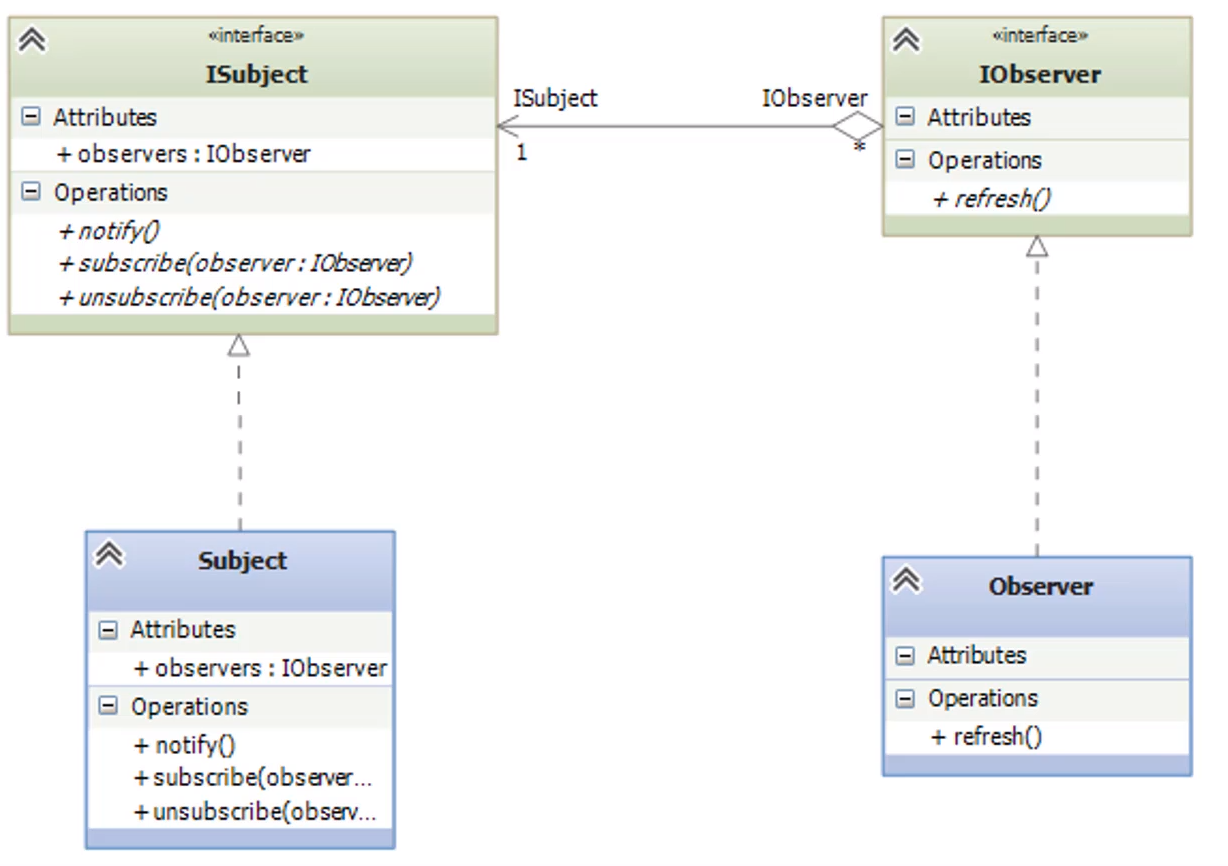 «interface»
ISubject
Attributes
+ observers : IObserver
Operations
+ notify()
+ subscribe(observer : IObserver)
+ unsubscribe(observer : IObserver)
ISubject
1
IObserver
*
«interface»
IObserver
Attributes
Operations
+ refresh()
Subject
Attributes
+ observers : IObserver
Operations
+ notify()
+ subscribe(observer...
+ unsubscribe(observ...
Observer
Attributes
Operations
+ refresh()